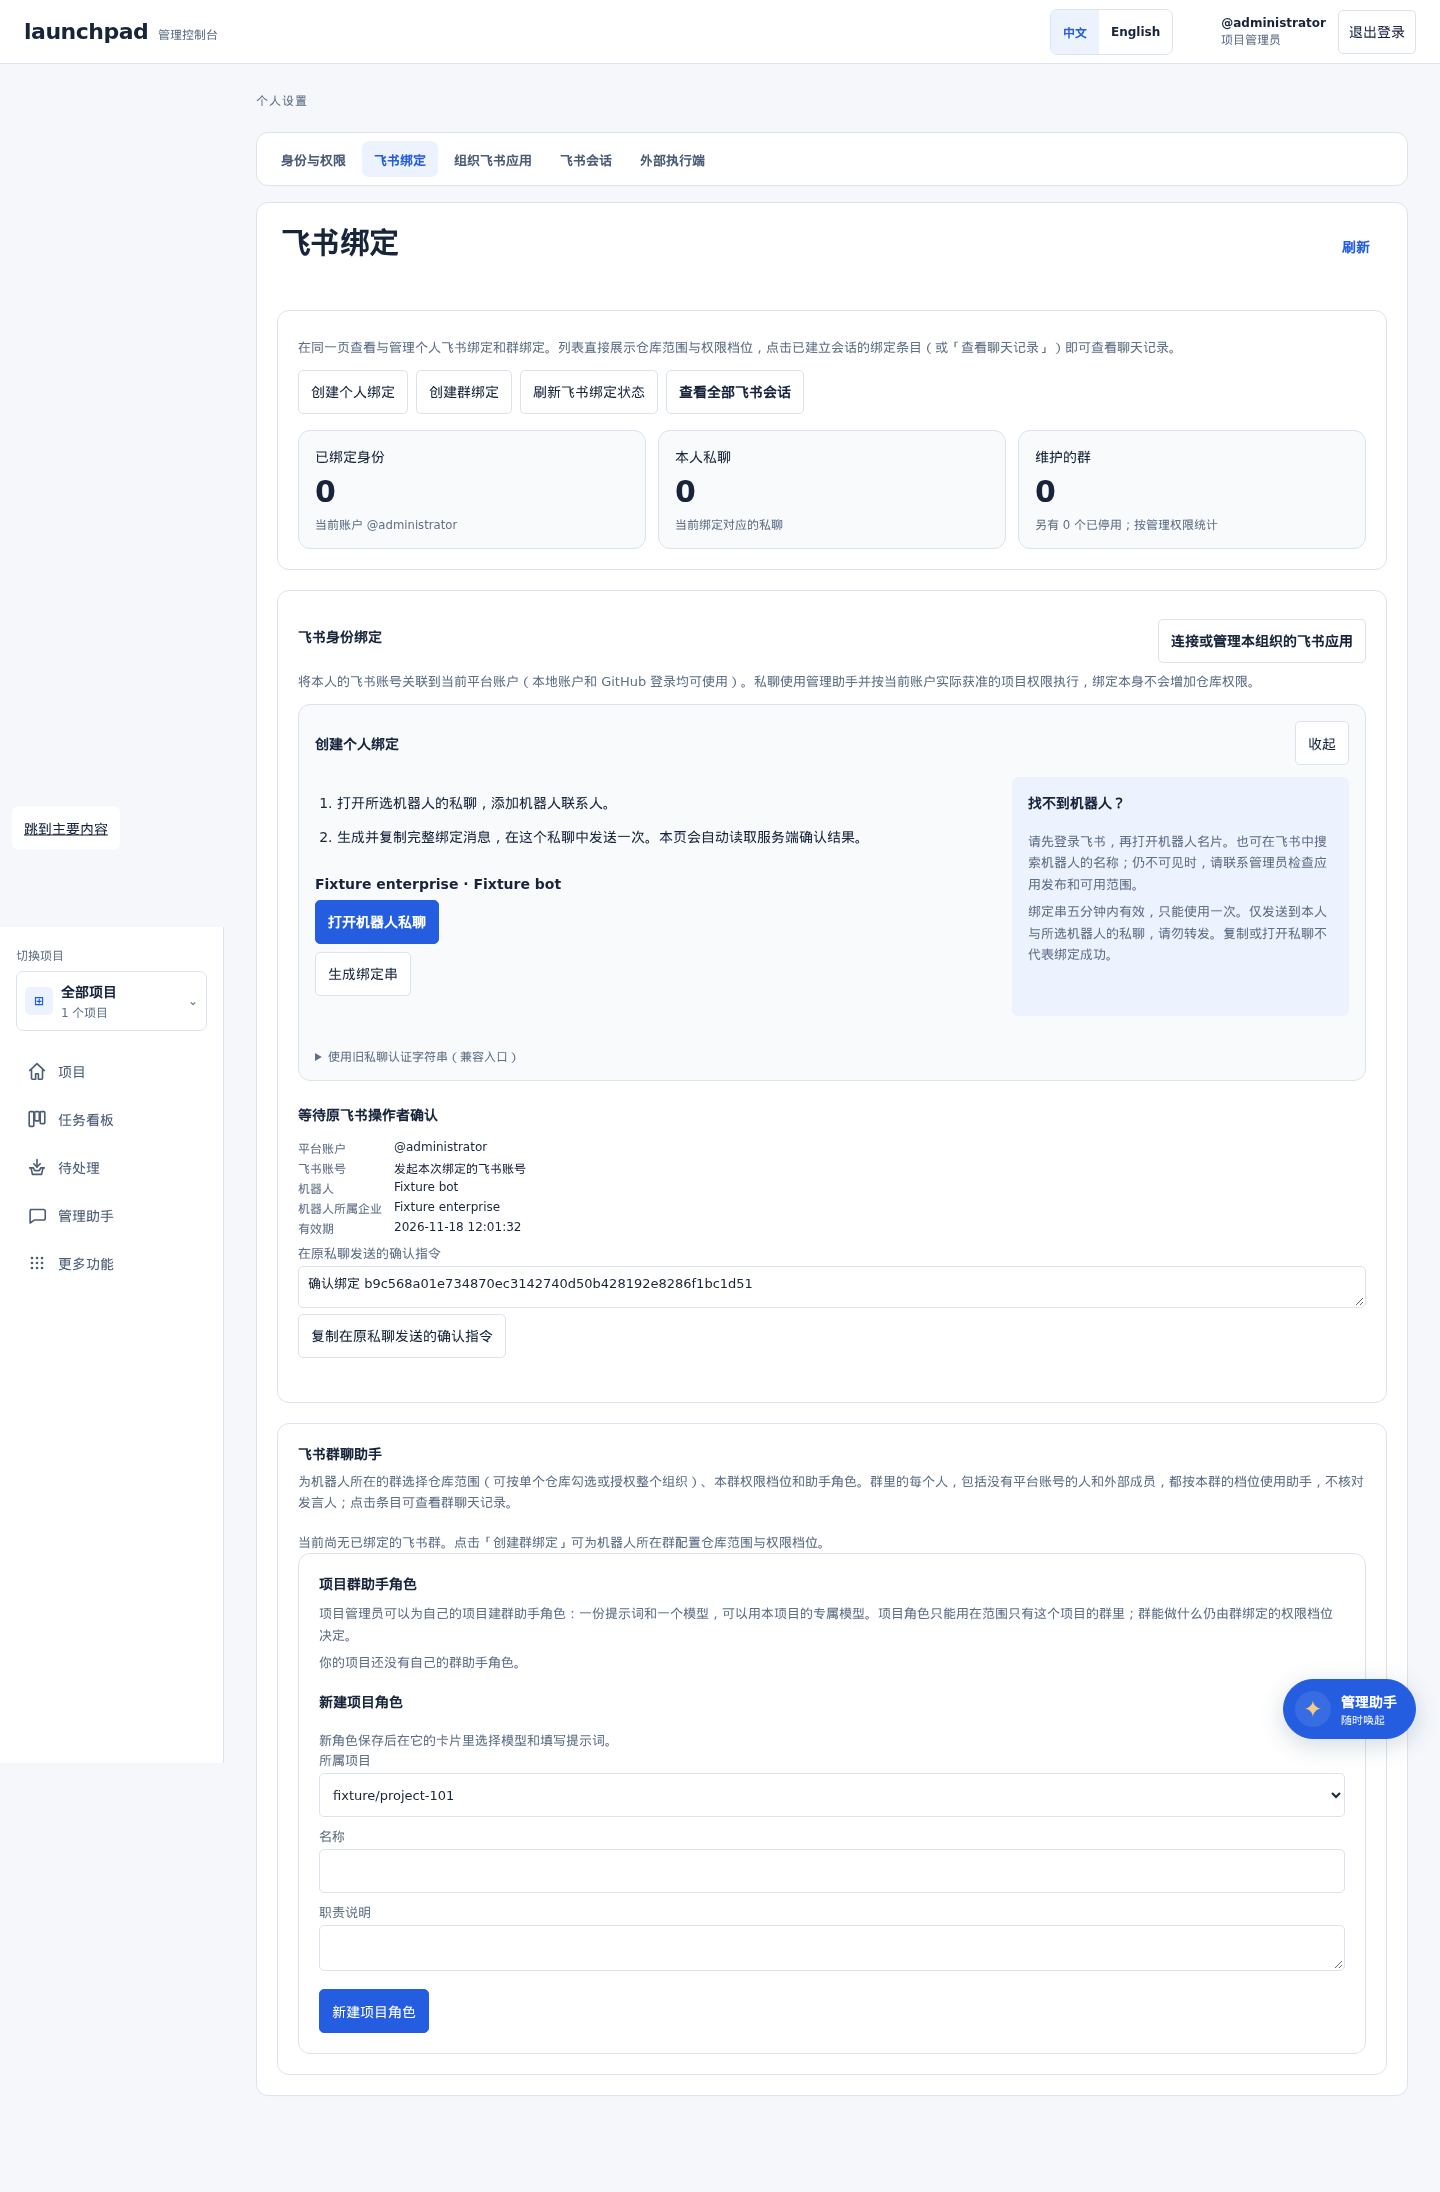 launchpad 管理控制台
中文 English
@administrator
项目管理员
退出登录
个人设置
身份与权限 飞书绑定 组织飞书应用 飞书会话 外部执行端
飞书绑定
刷新
在同一页查看与管理个人飞书绑定和群绑定。列表直接展示仓库范围与权限档位，点击已建立会话的绑定条目（或「查看聊天记录」）即可查看聊天记录。
创建个人绑定 创建群绑定 刷新飞书绑定状态 查看全部飞书会话
已绑定身份
0
当前账户 @administrator
本人私聊
0
当前绑定对应的私聊
维护的群
0
另有 0 个已停用；按管理权限统计
飞书身份绑定
连接或管理本组织的飞书应用
将本人的飞书账号关联到当前平台账户（本地账户和 GitHub 登录均可使用）。私聊使用管理助手并按当前账户实际获准的项目权限执行，绑定本身不会增加仓库权限。
创建个人绑定
收起
1. 打开所选机器人的私聊，添加机器人联系人。
2. 生成并复制完整绑定消息，在这个私聊中发送一次。本页会自动读取服务端确认结果。
Fixture enterprise · Fixture bot
打开机器人私聊
生成绑定串
找不到机器人？
请先登录飞书，再打开机器人名片。也可在飞书中搜
索机器人的名称；仍不可见时，请联系管理员检查应
用发布和可用范围。
绑定串五分钟内有效，只能使用一次。仅发送到本人
与所选机器人的私聊，请勿转发。复制或打开私聊不
代表绑定成功。
▶ 使用旧私聊认证字符串（兼容入口）
等待原飞书操作者确认
平台账户 @administrator
飞书账号 发起本次绑定的飞书账号
机器人 Fixture bot
机器人所属企业 Fixture enterprise
有效期 2026-11-18 12:01:32
在原私聊发送的确认指令
确认绑定 b9c568a01e734870ec3142740d50b428192e8286f1bc1d51
复制在原私聊发送的确认指令
跳到主要内容
切换项目
全部项目
1 个项目
项目
任务看板
待处理
管理助手
更多功能
飞书群聊助手
为机器人所在的群选择仓库范围（可按单个仓库勾选或授权整个组织）、本群权限档位和助手角色。群里的每个人，包括没有平台账号的人和外部成员，都按本群的档位使用助手，不核对
发言人；点击条目可查看群聊天记录。
当前尚无已绑定的飞书群。点击「创建群绑定」可为机器人所在群配置仓库范围与权限档位。
项目群助手角色
项目管理员可以为自己的项目建群助手角色：一份提示词和一个模型，可以用本项目的专属模型。项目角色只能用在范围只有这个项目的群里；群能做什么仍由群绑定的权限档位
决定。
你的项目还没有自己的群助手角色。
新建项目角色
新角色保存后在它的卡片里选择模型和填写提示词。
所属项目
fixture/project-101
名称
职责说明
新建项目角色
管理助手
随时唤起